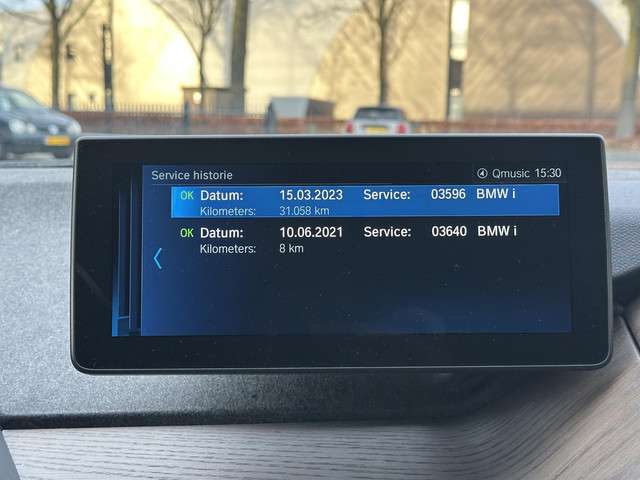 Service historie Qmusic 15:30
OK Datum: 15.03.2023 Service: 03596 BMW i
Kilometers: 31.058 km
OK Datum: 10.06.2021 Service: 03640 BMW i
Kilometers: 8 km